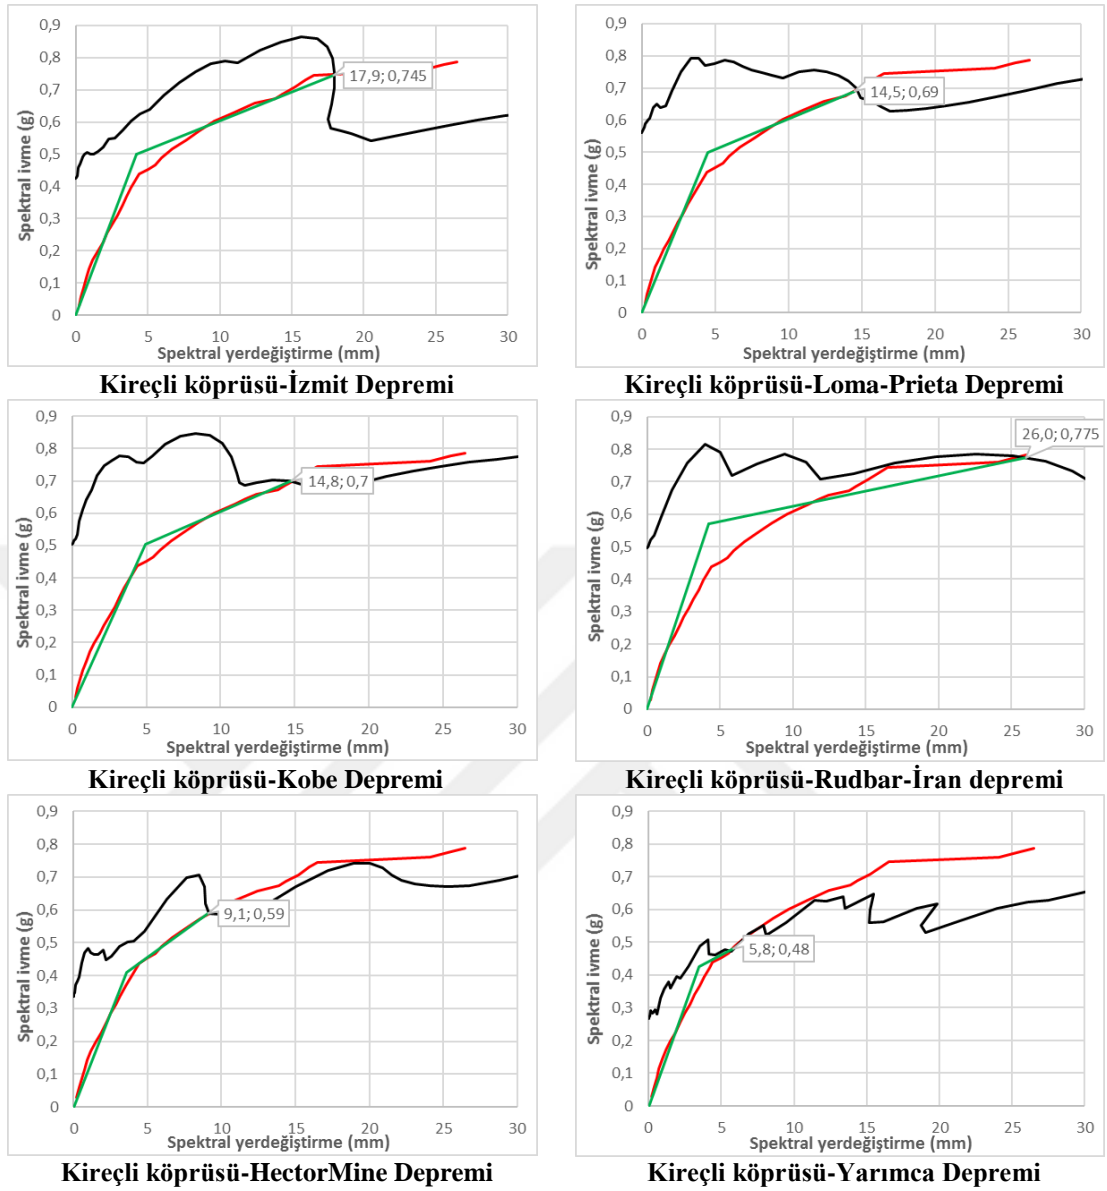 0,9
0,8
0,7
0,6
0,5
0,4
0,3
0,2
0,1
0
Spektral ivme (g)
17,9; 0,745
0 5 10 15 20 25 30
Spektral yerdeğiştirme (mm)
Kireçli köprüsü-İzmit Depremi
0,9
0,8
0,7
0,6
0,5
0,4
0,3
0,2
0,1
0
Spektral ivme (g)
14,5; 0,69
0 5 10 15 20 25 30
Spektral yerdeğiştirme (mm)
Kireçli köprüsü-Loma-Prieta Depremi
0,9
0,8
0,7
0,6
0,5
0,4
0,3
0,2
0,1
0
Spektral ivme (g)
14,8; 0,7
0 5 10 15 20 25 30
Spektral yerdeğiştirme (mm)
Kireçli köprüsü-Kobe Depremi
0,9
0,8
0,7
0,6
0,5
0,4
0,3
0,2
0,1
0
Spektral ivme (g)
26,0; 0,775
0 5 10 15 20 25 30
Spektral yerdeğiştirme (mm)
Kireçli köprüsü-Rudbar-İran depremi
0,9
0,8
0,7
0,6
0,5
0,4
0,3
0,2
0,1
0
Spektral ivme (g)
9,1; 0,59
0 5 10 15 20 25 30
Spektral yerdeğiştirme (mm)
Kireçli köprüsü-HectorMine Depremi
0,9
0,8
0,7
0,6
0,5
0,4
0,3
0,2
0,1
0
Spektral ivme (g)
5,8; 0,48
0 5 10 15 20 25 30
Spektral yerdeğiştirme (mm)
Kireçli köprüsü-Yarımca Depremi